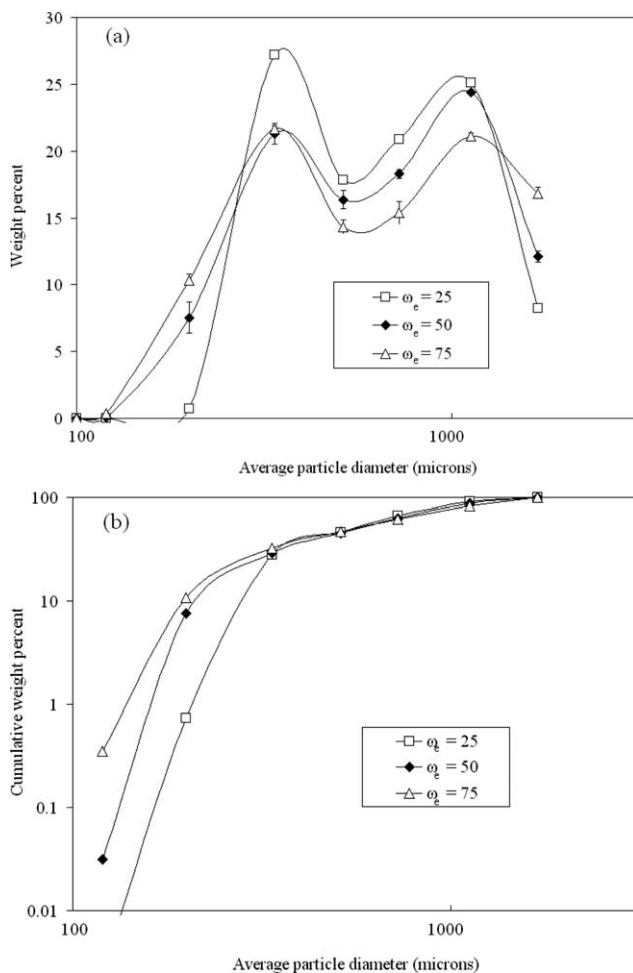 (a)
30
25
20
15
10
5
0
Weight percent
ωe = 25
ωe = 50
ωe = 75
100 1000
Average particle diameter (microns)
(b)
100
10
1
0.1
0.01
Cumulative weight percent
ωe = 25
ωe = 50
ωe = 75
100 1000
Average particle diameter (microns)